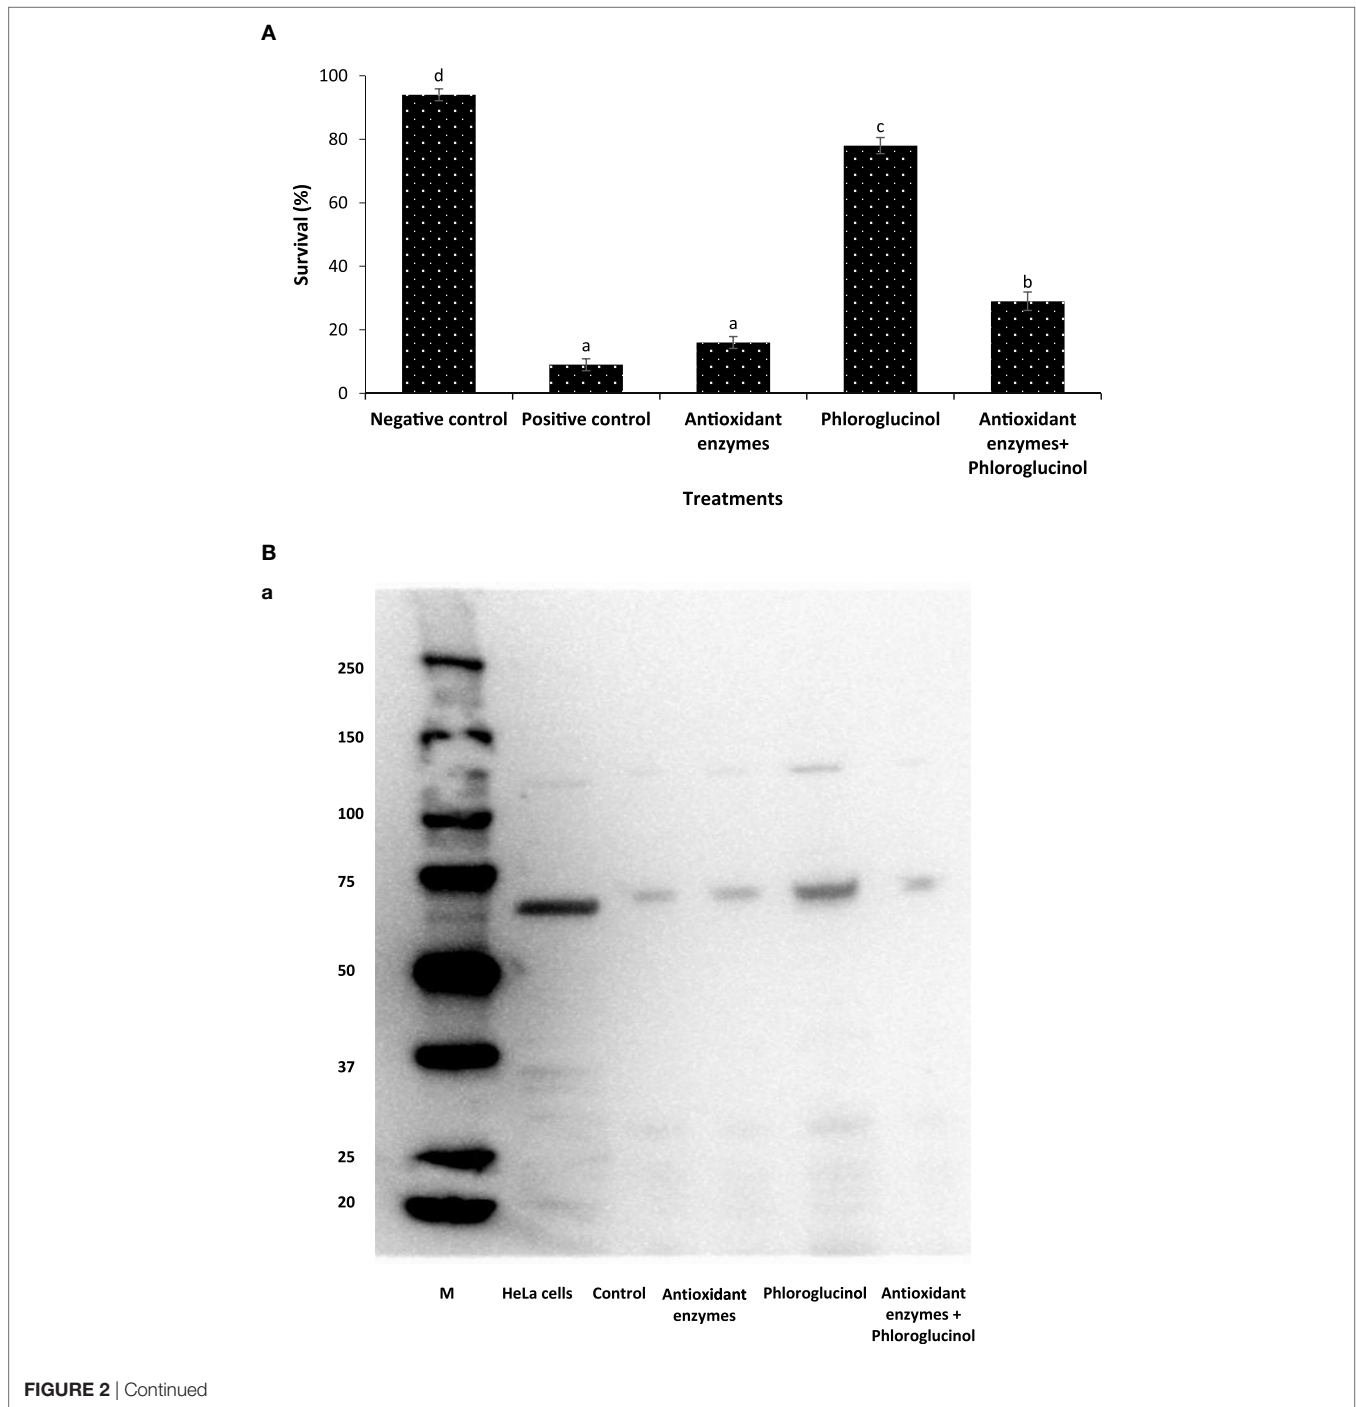 A
100
80
60
40
20
0
Survival (%)
d
a
a
c
b
Negative control Positive control Antioxidant Phloroglucinol Antioxidant
enzymes enzymes+
Phloroglucinol
Treatments
B
a
250
150
100
75
50
37
25
20
M HeLa cells Control Antioxidant Phloroglucinol Antioxidant
enzymes enzymes +
Phloroglucinol
FIGURE 2 | Continued